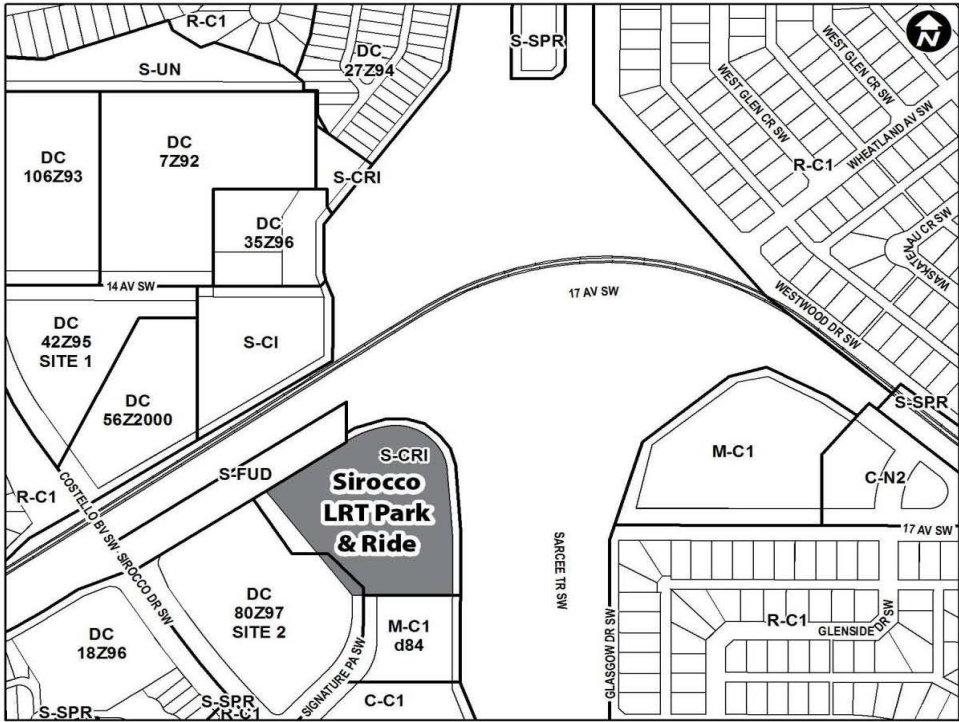 R-C1
S-UN
DC
27Z94
S-SPR
N
WEST GLEN CR SW
WEST GLEN CR SW
WHEATLAND AV SW
R-C1
WASKATENAU CR SW
DC
106Z93
DC
7Z92
S-CRI
DC
35Z96
14 AV SW
17 AV SW
WESTWOOD DR SW
DC
42Z95
SITE 1
S-CI
DC
56Z2000
S-SPR
M-C1
C-N2
R-C1
S-FUD
S-CRI
Sirocco
LRT Park
& Ride
COSTELLO BV SW
SIROCCO DR SW
17 AV SW
SARCEE TR SW
DC
80Z97
SITE 2
M-C1
d84
DC
18Z96
SIGNATURE PA SW
GLASGOW DR SW
R-C1
GLENSIDE DR SW
S-SPR
S-SPR
R-C1
C-C1